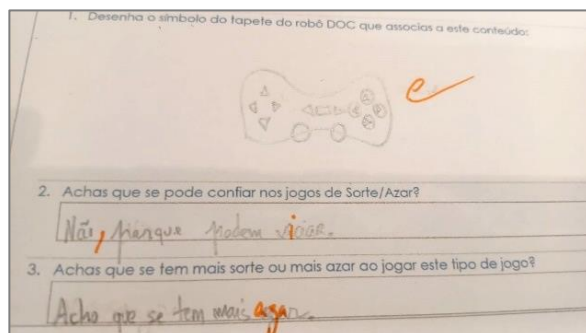 1. Desenha o símbolo do tapete do robô DOC que associas a este conteúdo:
2. Achas que se pode confiar nos jogos de Sorte/Azar?
Não, porque podem viciar.
3. Achas que se tem mais sorte ou mais azar ao jogar este tipo de jogo?
Acho que se tem mais azar.